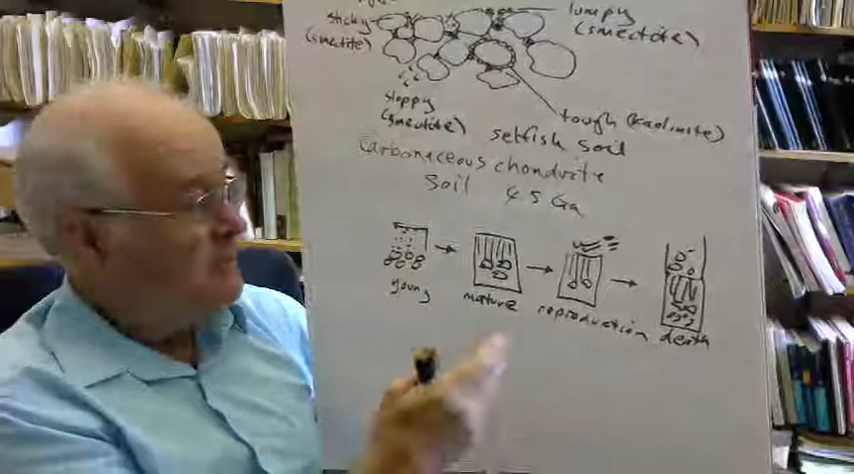 sticky
(smectite)
lumpy
(smectite)
sloppy
(smectite)
tough (kaolinite)
selfish soil
Carbonaceous Chondrite
Soil 4.5 Ga
young
mature
reproduction
death